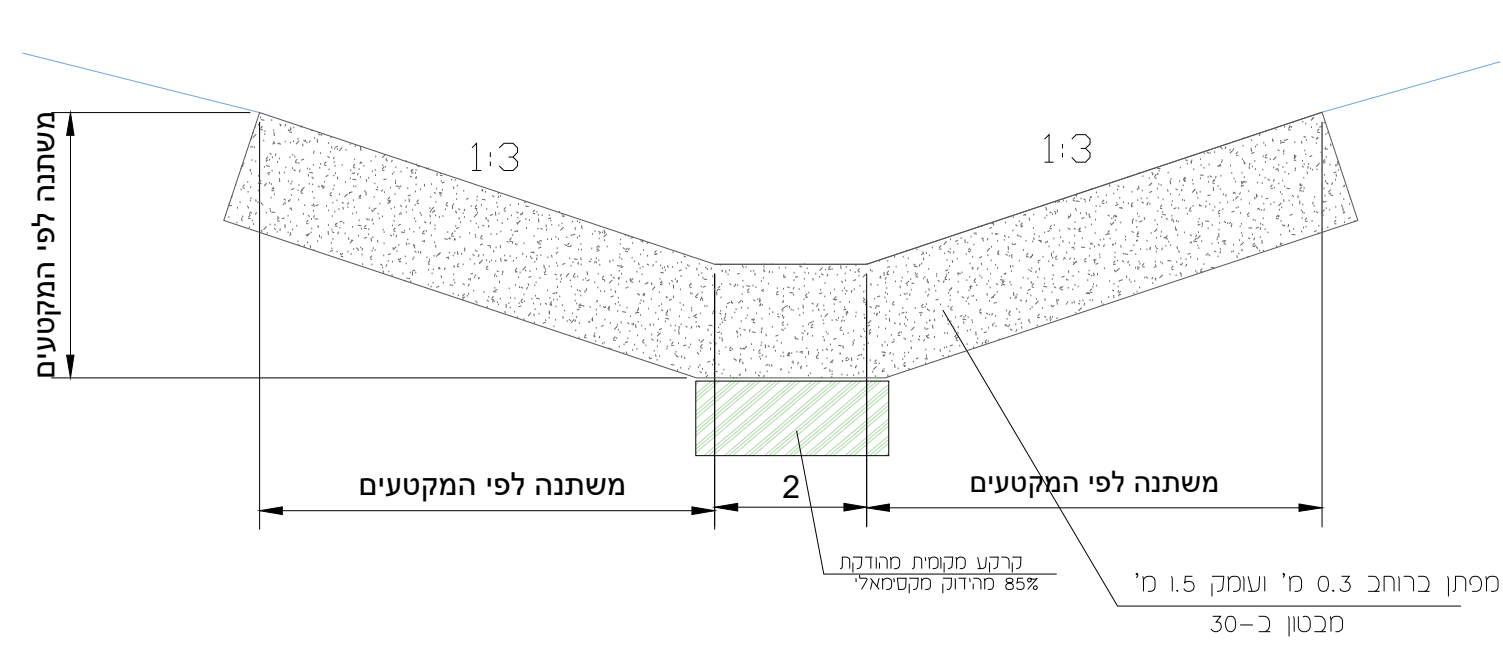 1:3
1:3
משתנה לפי המקטעים
משתנה לפי המקטעים
2
משתנה לפי המקטעים
קרקע מקומית מהודקת
85% מהידוק מקסימאלי
מפתן ברוחב 0.3 מ' ועומק 1.5 מ'
מבטון ב-30